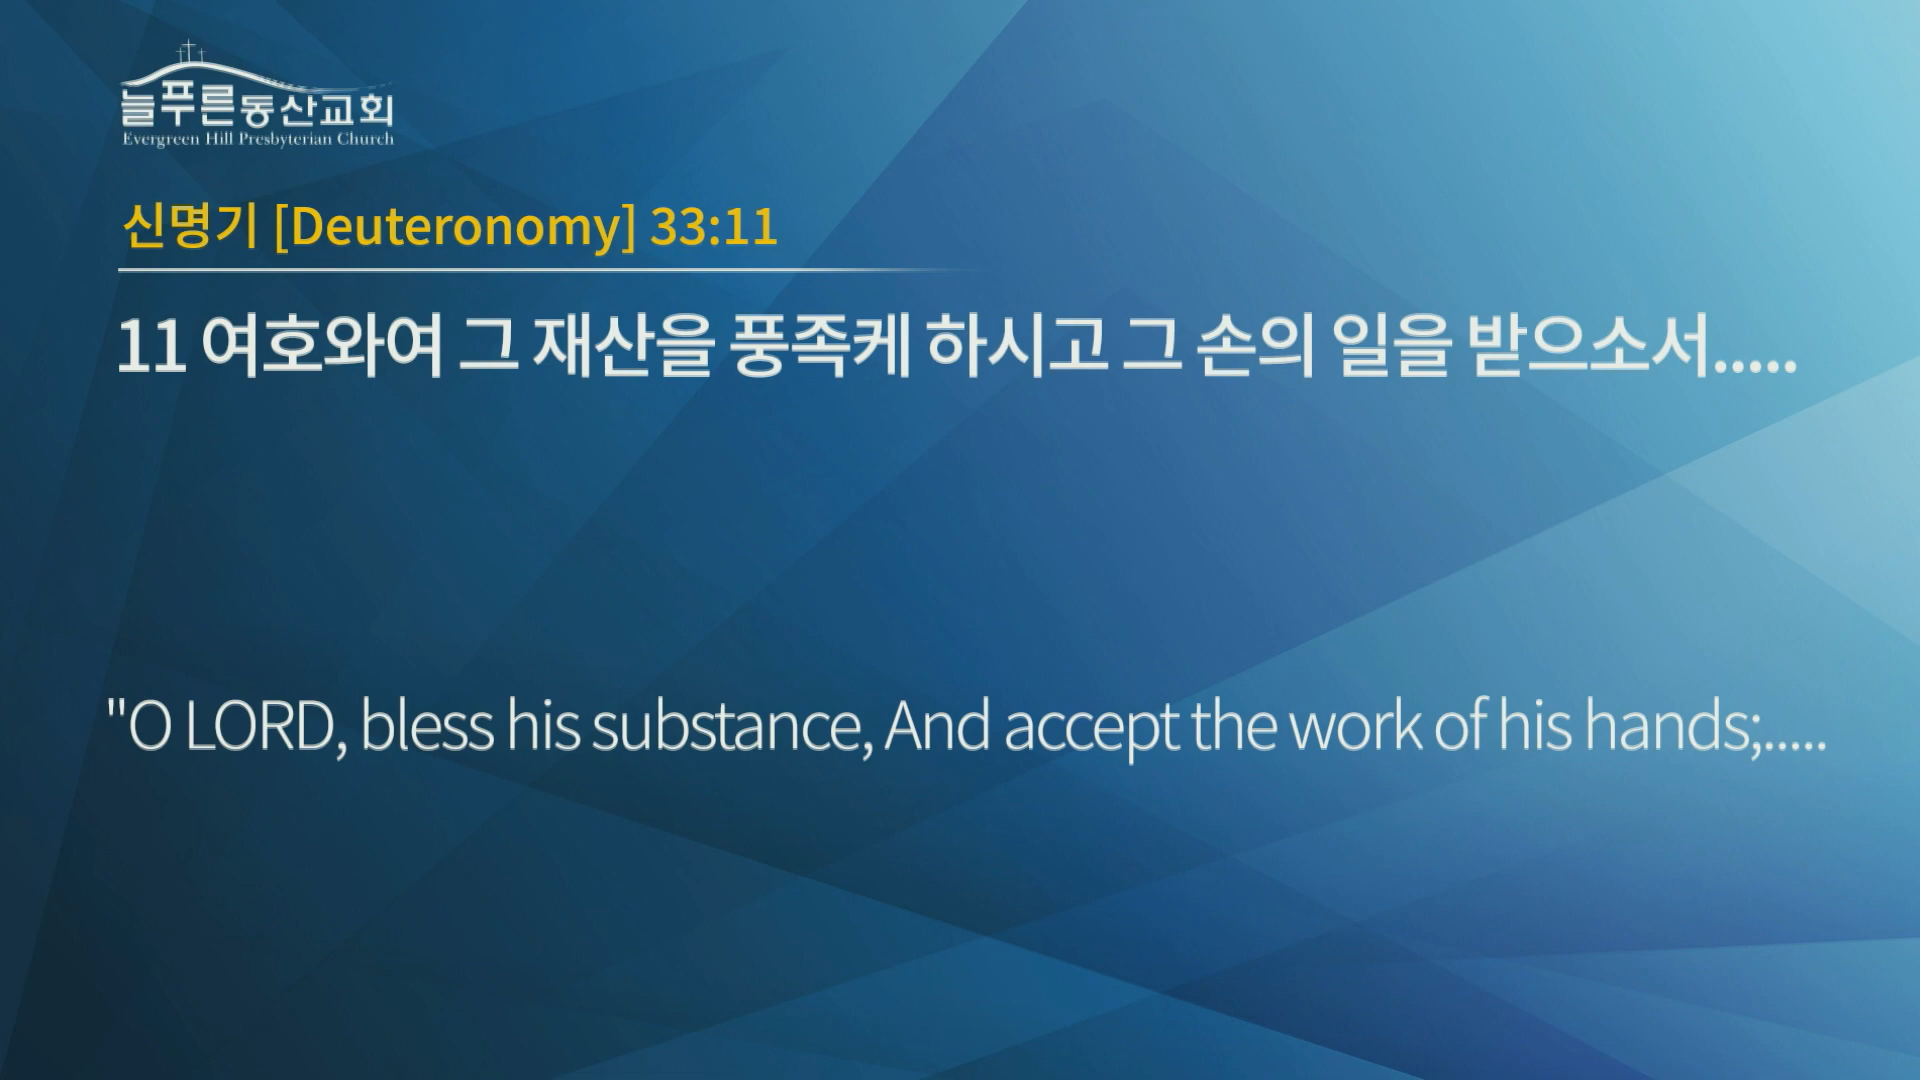 늘푸른동산교회
Evergreen Hill Presbyterian Church
신명기 [Deuteronomy] 33:11
11 여호와여 그 재산을 풍족케 하시고 그 손의 일을 받으소서.....
"O LORD, bless his substance, And accept the work of his hands;.....